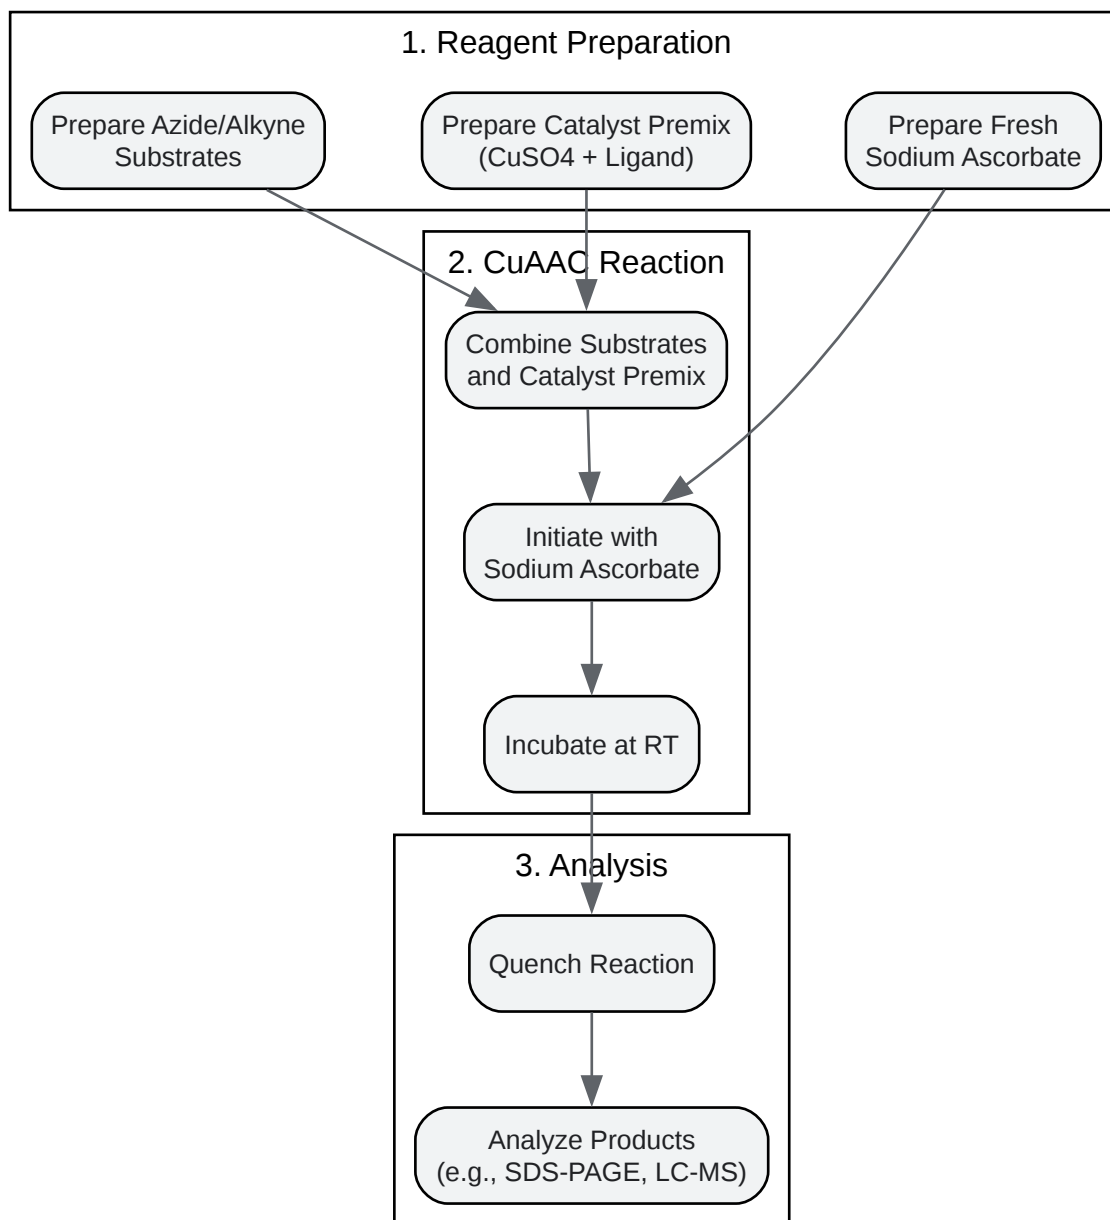 1. Reagent Preparation
Prepare Azide/Alkyne
Substrates
Prepare Catalyst Premix
(CuSO4 + Ligand)
Prepare Fresh
Sodium Ascorbate
2. CuAAC Reaction
Combine Substrates
and Catalyst Premix
Initiate with
Sodium Ascorbate
Incubate at RT
3. Analysis
Quench Reaction
Analyze Products
(e.g., SDS-PAGE, LC-MS)